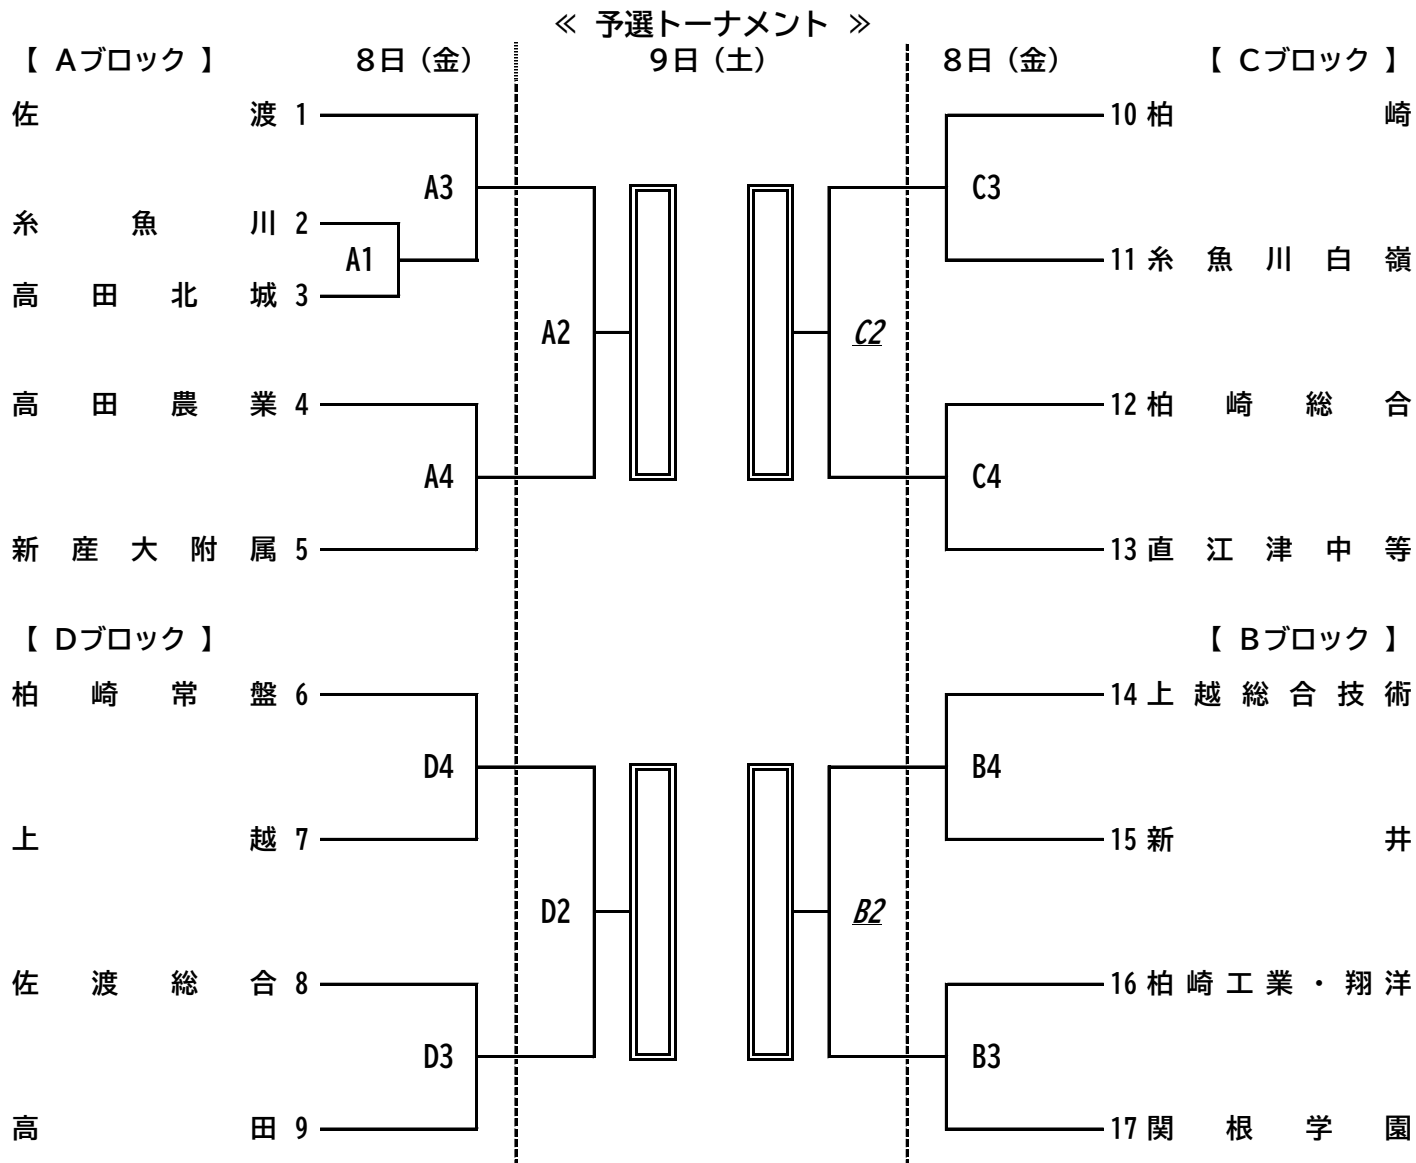 ≪ 予選トーナメント ≫
【 Aブロック 】 8日（金） 9日（土） 8日（金） 【 Cブロック 】
佐渡 1 10 柏崎
A3 C3
糸魚川 2
A1 11 糸魚川白嶺
高田北城 3
A2 C2
高田農業 4 12 柏崎総合
A4 C4
新産大附属 5 13 直江津中等
【 Dブロック 】 【 Bブロック 】
柏崎常盤 6 14 上越総合技術
D4 B4
上越 7 15 新井
D2 B2
佐渡総合 8 16 柏崎工業・翔洋
D3 B3
高田 9 17 関根学園